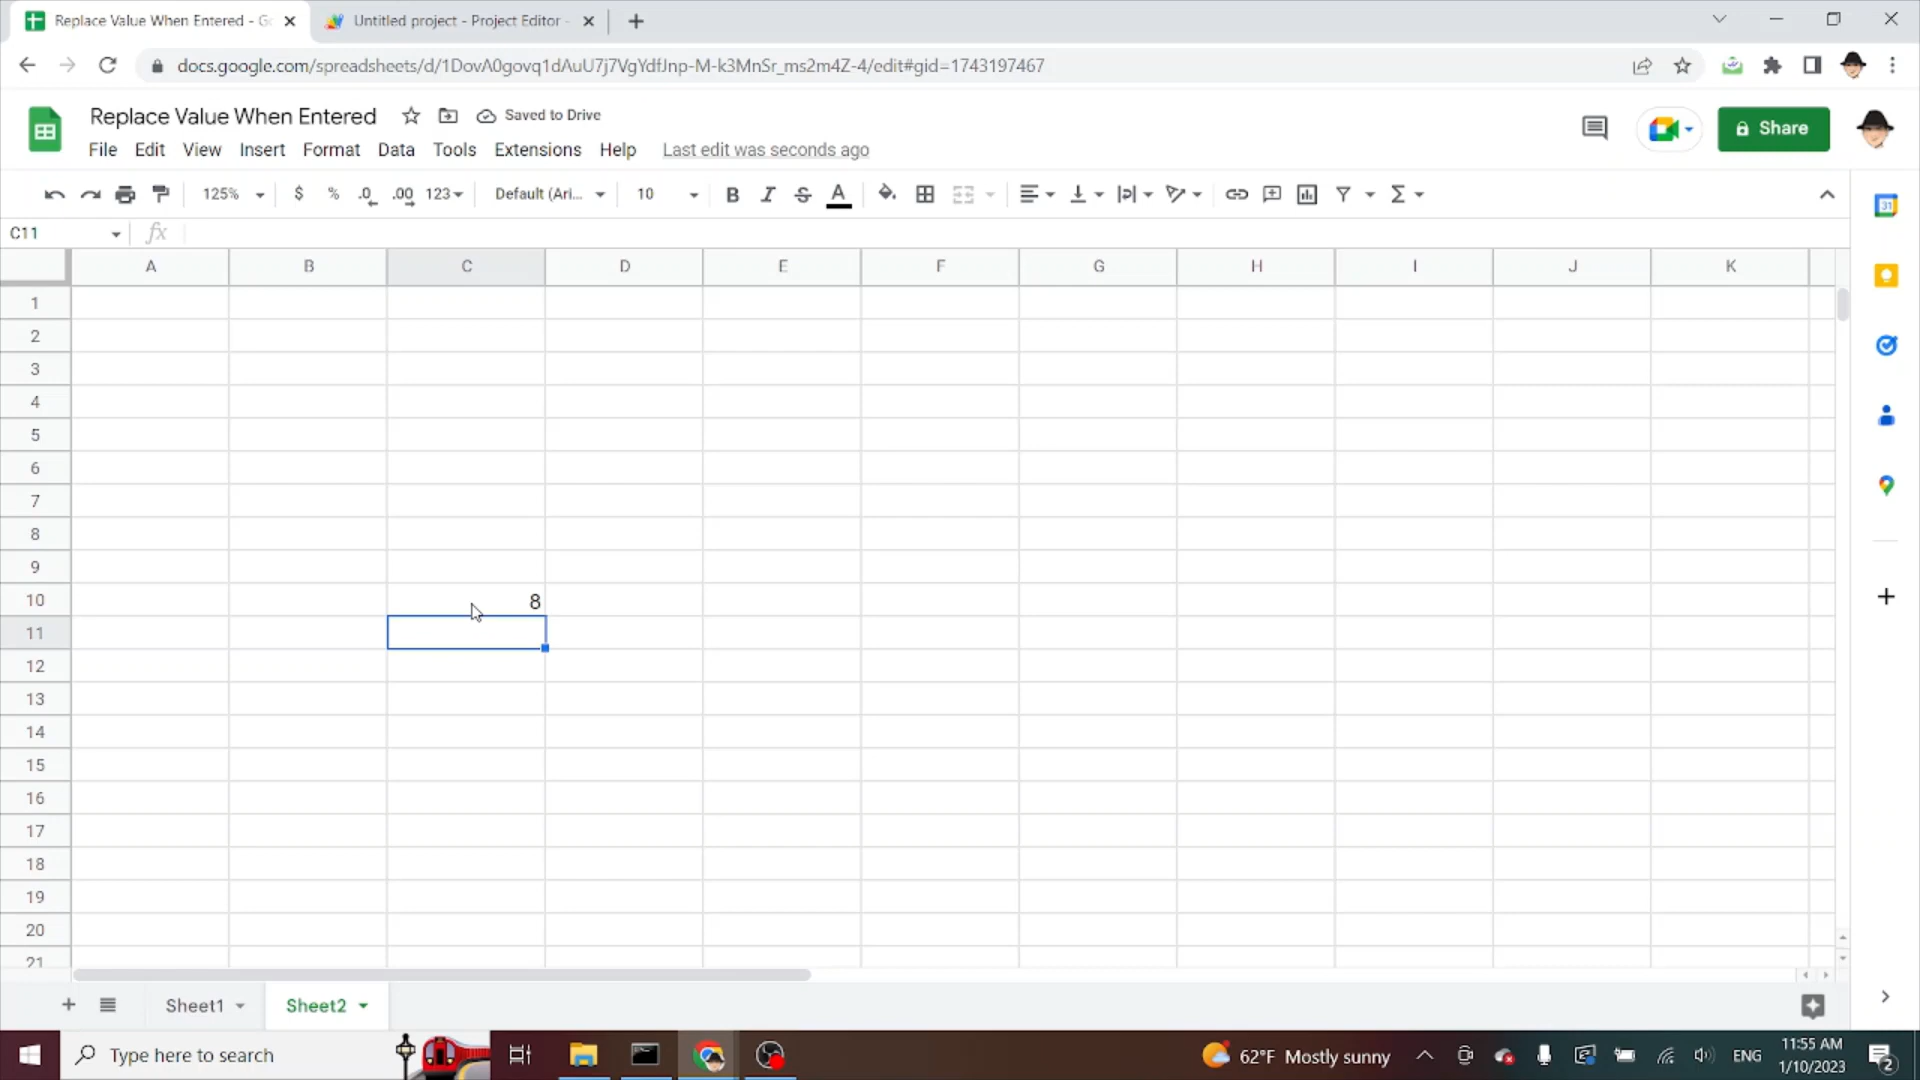 Replace Value When Entered - Go
Untitled project - Project Editor -
docs.google.com/spreadsheets/d/1DovA0govq1dAuU7j7VgYdfJnp-M-k3MnSr_ms2m4Z-4/edit#gid=1743197467
Replace Value When Entered
Saved to Drive
Share
File Edit View Insert Format Data Tools Extensions Help Last edit was seconds ago
125% $ % .0 .00 123 Default (Ari... 10 B I S A
31
C11 fx
A B C D E F G H I J K
1
2
3
4
5
6
7
8
9
10 8
11
12
13
14
15
16
17
18
19
20
21
Sheet1 Sheet2
Type here to search
62°F Mostly sunny
ENG
11:55 AM
1/10/2023
2